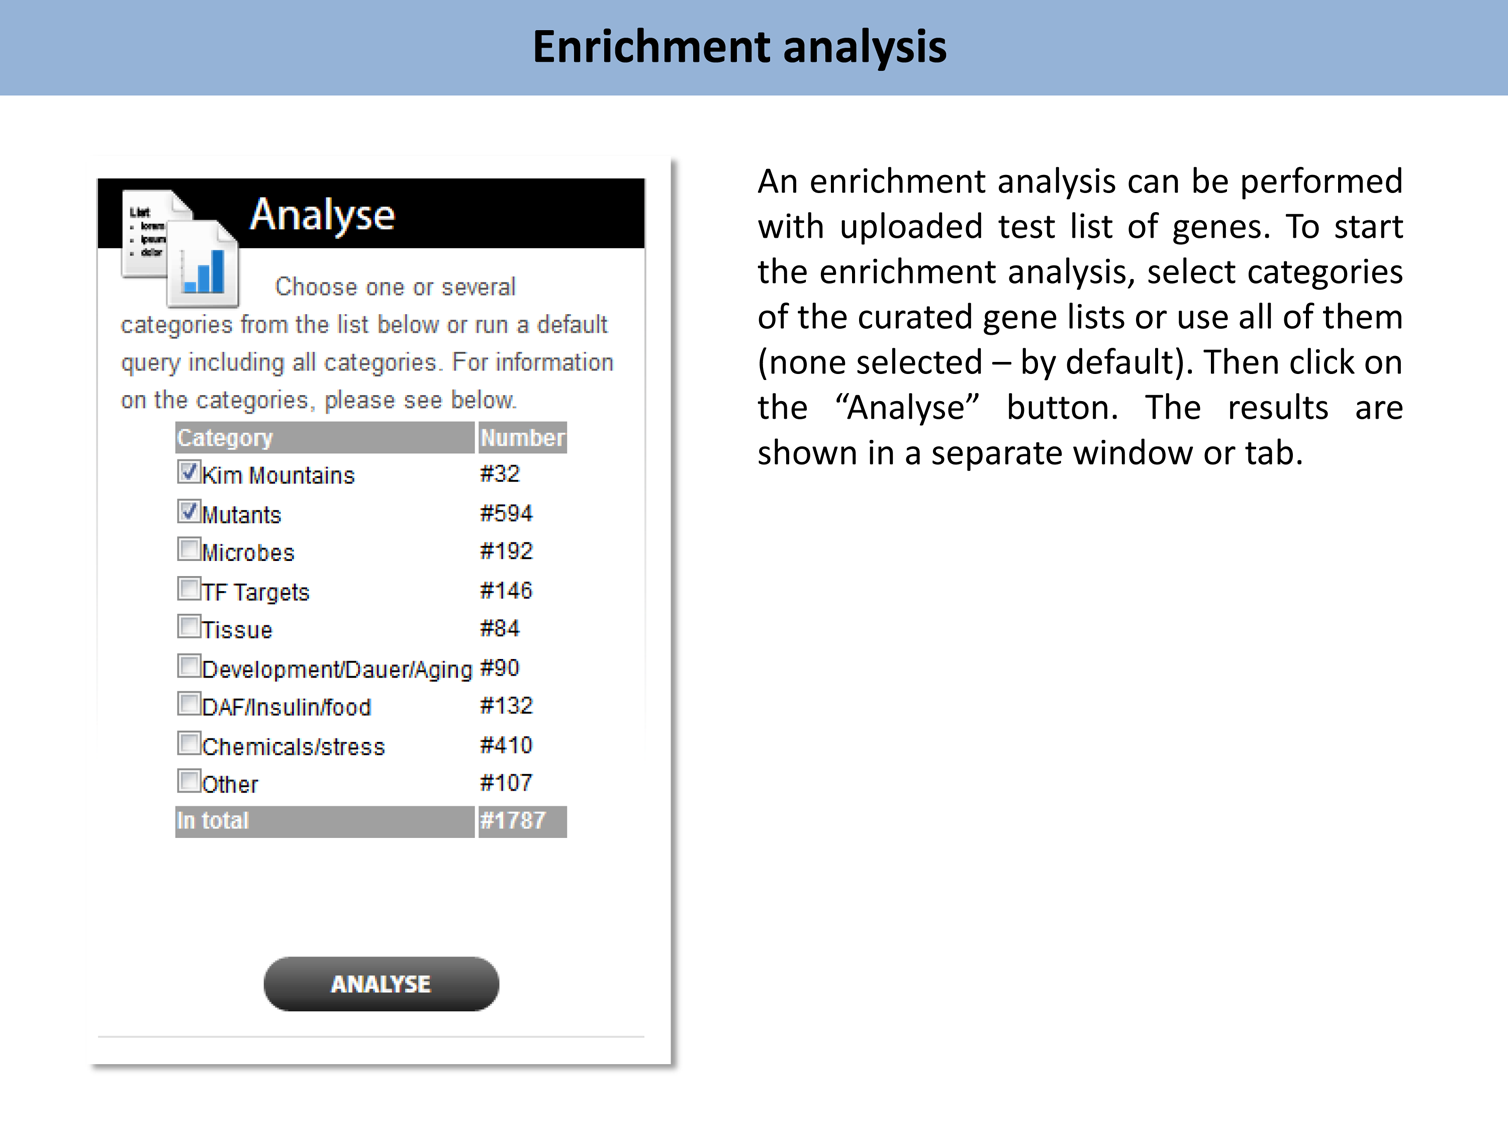 Enrichment analysis
List
lorem
ipsum
dolor
Analyse
Choose one or several
categories from the list below or run a default
query including all categories. For information
on the categories, please see below.
Category Number
Kim Mountains #32
Mutants #594
Microbes #192
TF Targets #146
Tissue #84
Development/Dauer/Aging #90
DAF/Insulin/food #132
Chemicals/stress #410
Other #107
In total #1787
ANALYSE
An enrichment analysis can be performed
with uploaded test list of genes. To start
the enrichment analysis, select categories
of the curated gene lists or use all of them
(none selected – by default). Then click on
the “Analyse” button. The results are
shown in a separate window or tab.